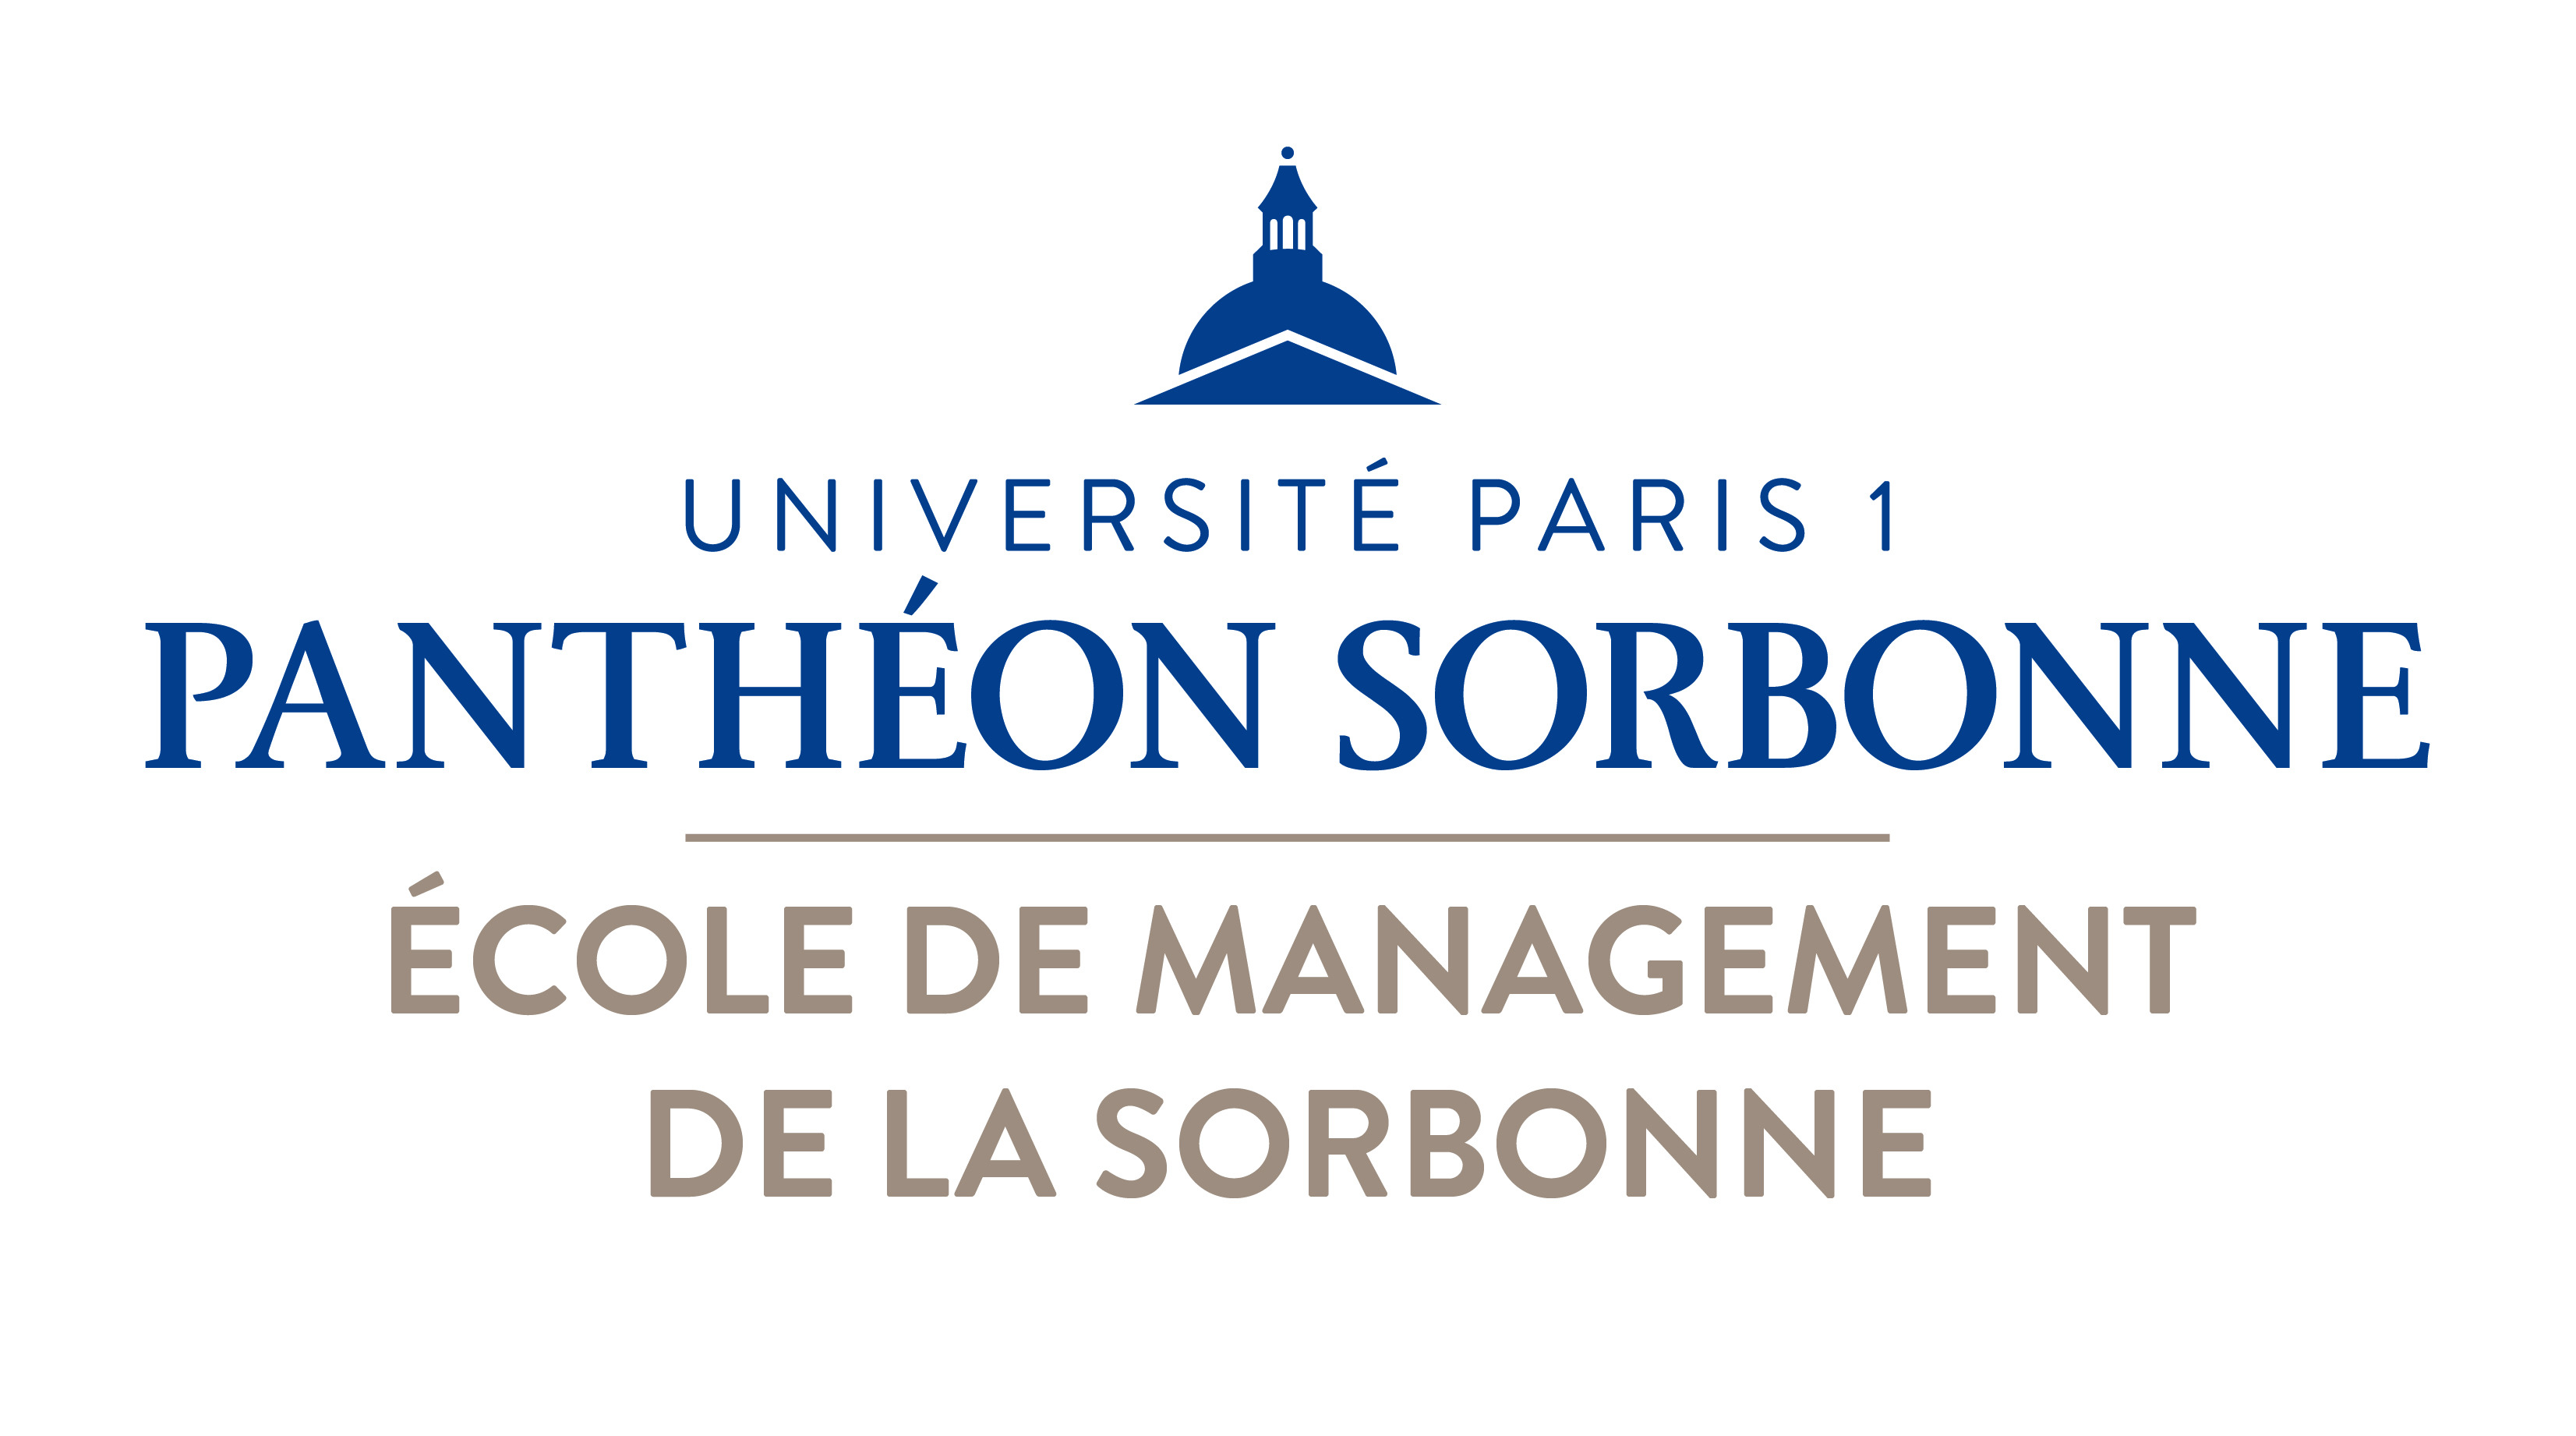 UNIVERSITÉ PARIS 1
PANTHÉON SORBONNE
ÉCOLE DE MANAGEMENT
DE LA SORBONNE